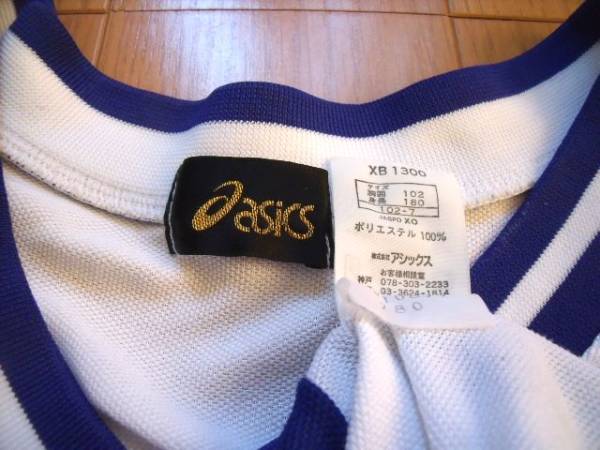 asics
XB 1300
サイズ
胸囲 102
身長 180
102-7
JASPO XO
ポリエステル 100%
株式会社アシックス
お客様相談室
神戸 078-303-2233
03-3624-1814